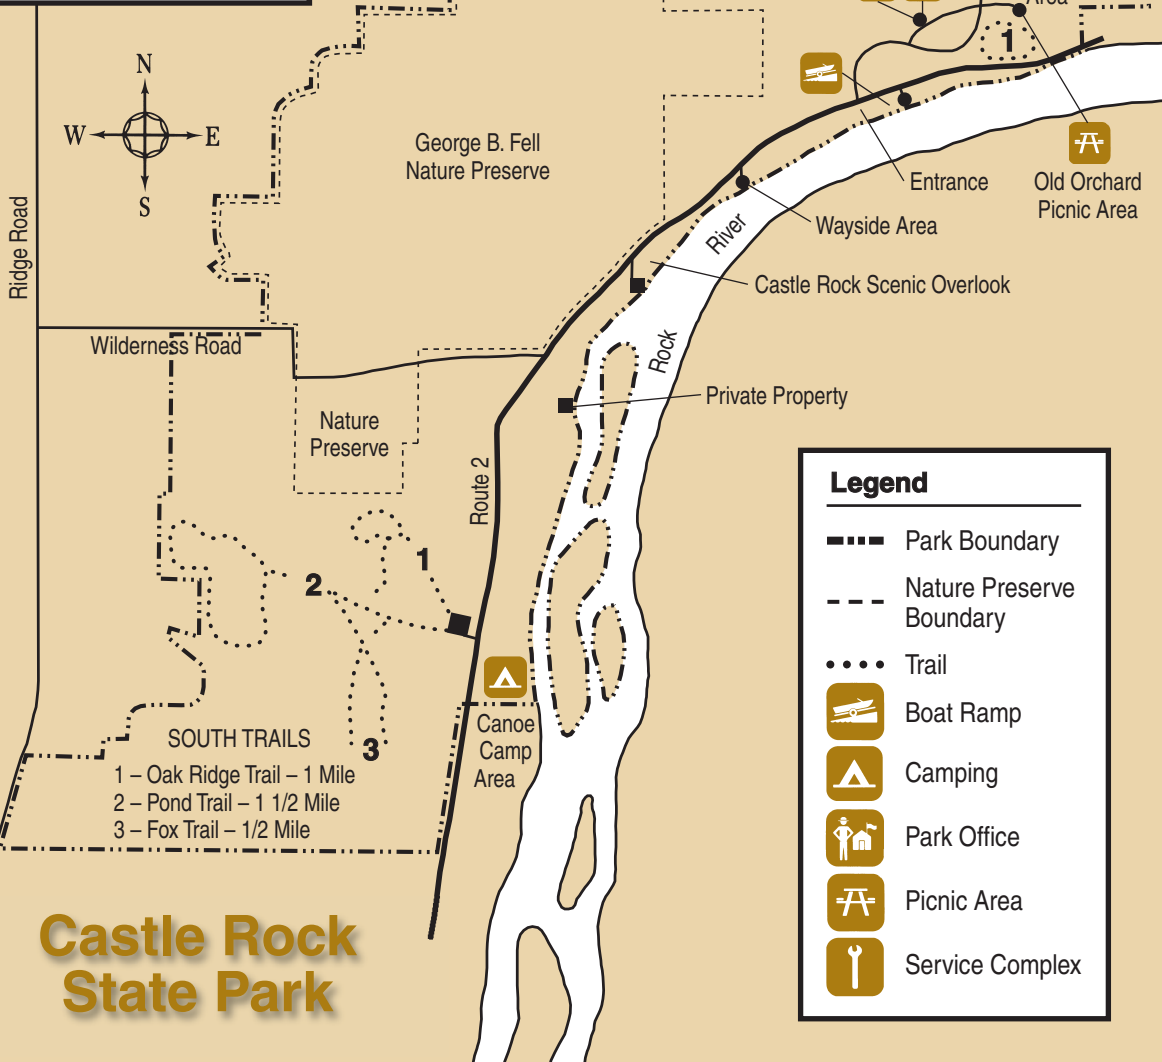 Area
N
W
E
S
1
George B. Fell
Nature Preserve
Entrance
Old Orchard
Picnic Area
Wayside Area
River
Ridge Road
Castle Rock Scenic Overlook
Wilderness Road
Rock
Private Property
Nature
Preserve
Route 2
1
2
3
Canoe
Camp
Area
SOUTH TRAILS
1 – Oak Ridge Trail – 1 Mile
2 – Pond Trail – 1 1/2 Mile
3 – Fox Trail – 1/2 Mile
Castle Rock
State Park
Legend
Park Boundary
Nature Preserve
Boundary
Trail
Boat Ramp
Camping
Park Office
Picnic Area
Service Complex